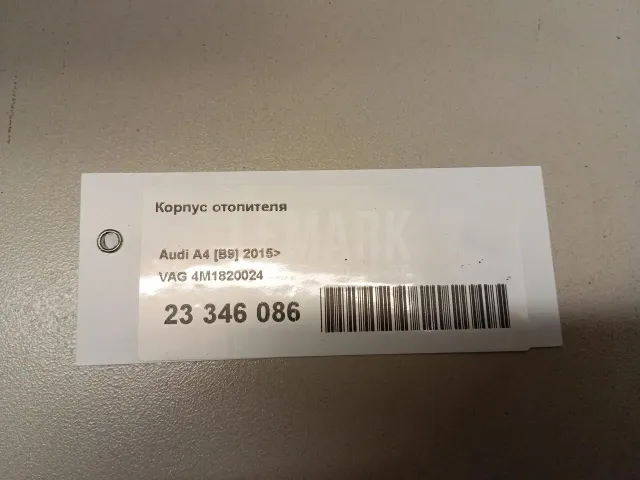 Корпус отопителя
Audi A4 [B9] 2015>
VAG 4M1820024
23 346 086